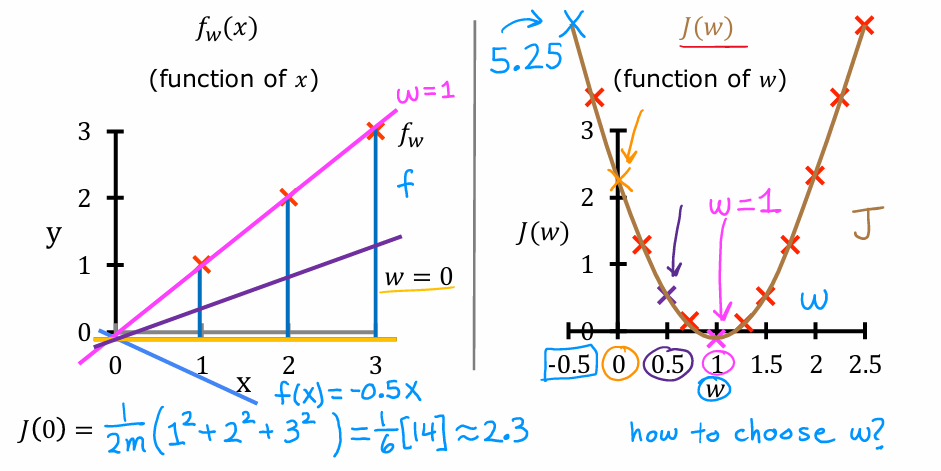 f_w(x)
(function of x)
w=1
f_w
f
3
2
y
1
0
w = 0
0 1 2 3
x
f(x)=-0.5x
J(0) = 1/2m (1²+2²+3² ) = 1/6 [14] ≈ 2.3
J(w)
5.25
(function of w)
3
2
w=1
J(w)
J
1
w
0
-0.5 0 0.5 1 1.5 2 2.5
w
how to choose w?